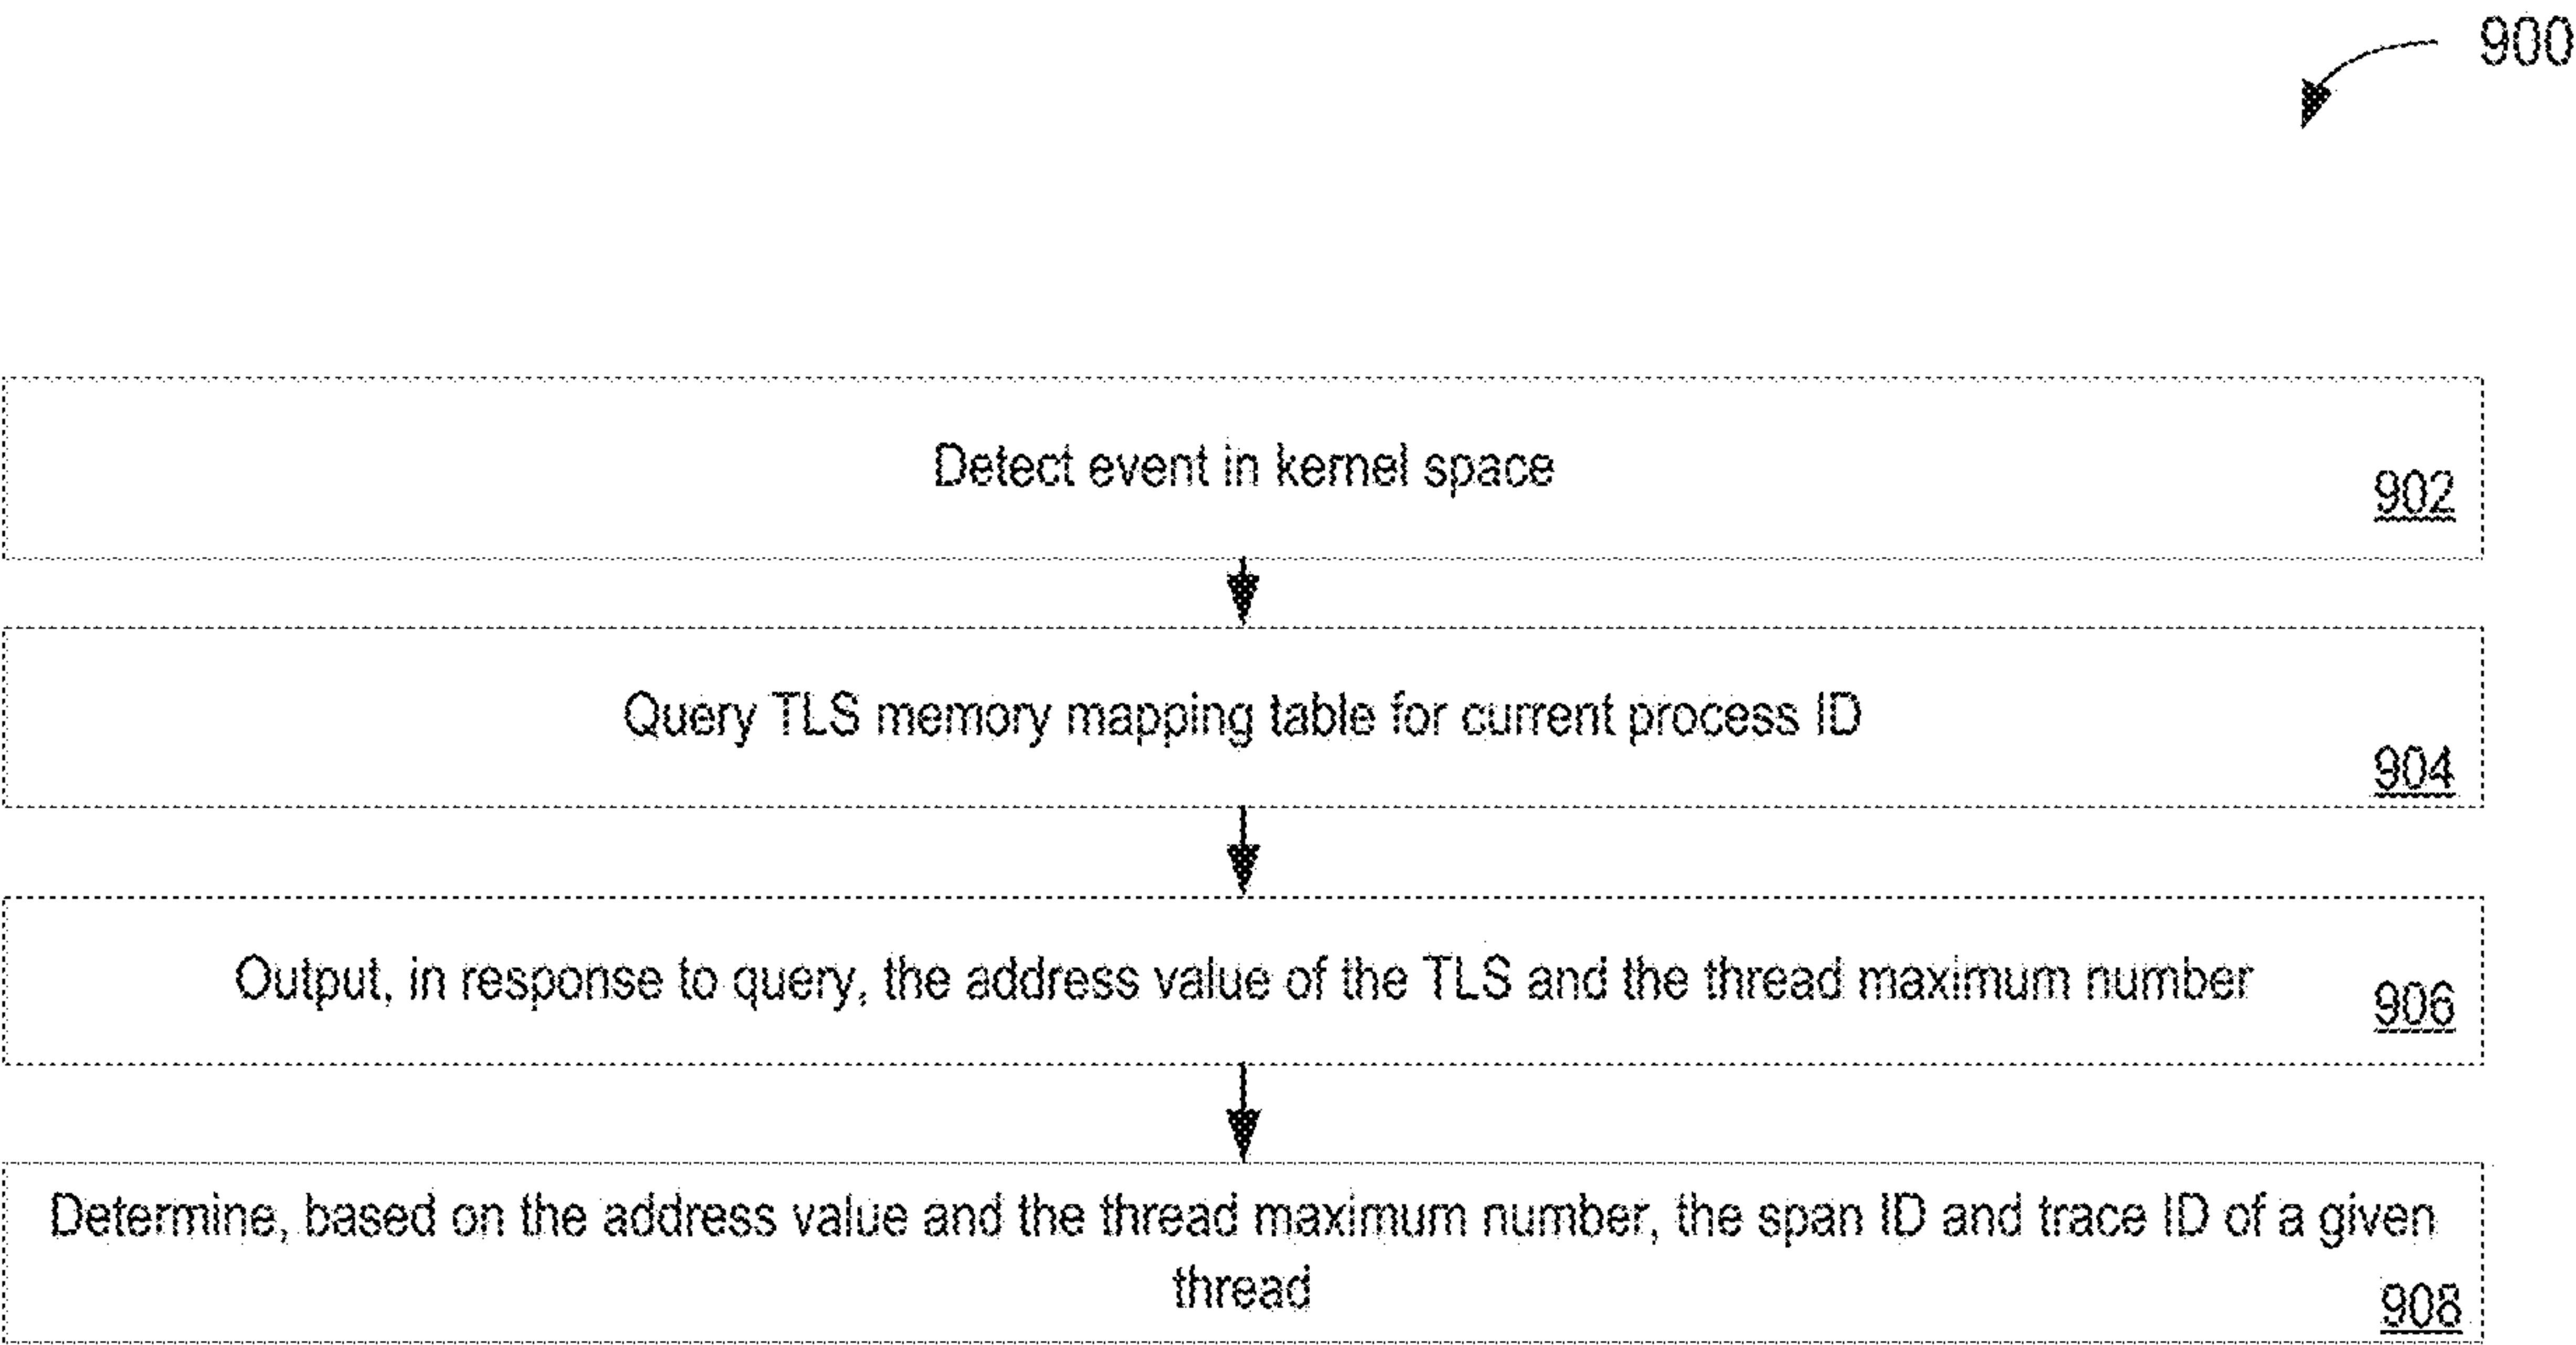 900
Detect event in kernel space
902
Query TLS memory mapping table for current process ID
904
Output, in response to query, the address value of the TLS and the thread maximum number
906
Determine, based on the address value and the thread maximum number, the span ID and trace ID of a given
thread
908